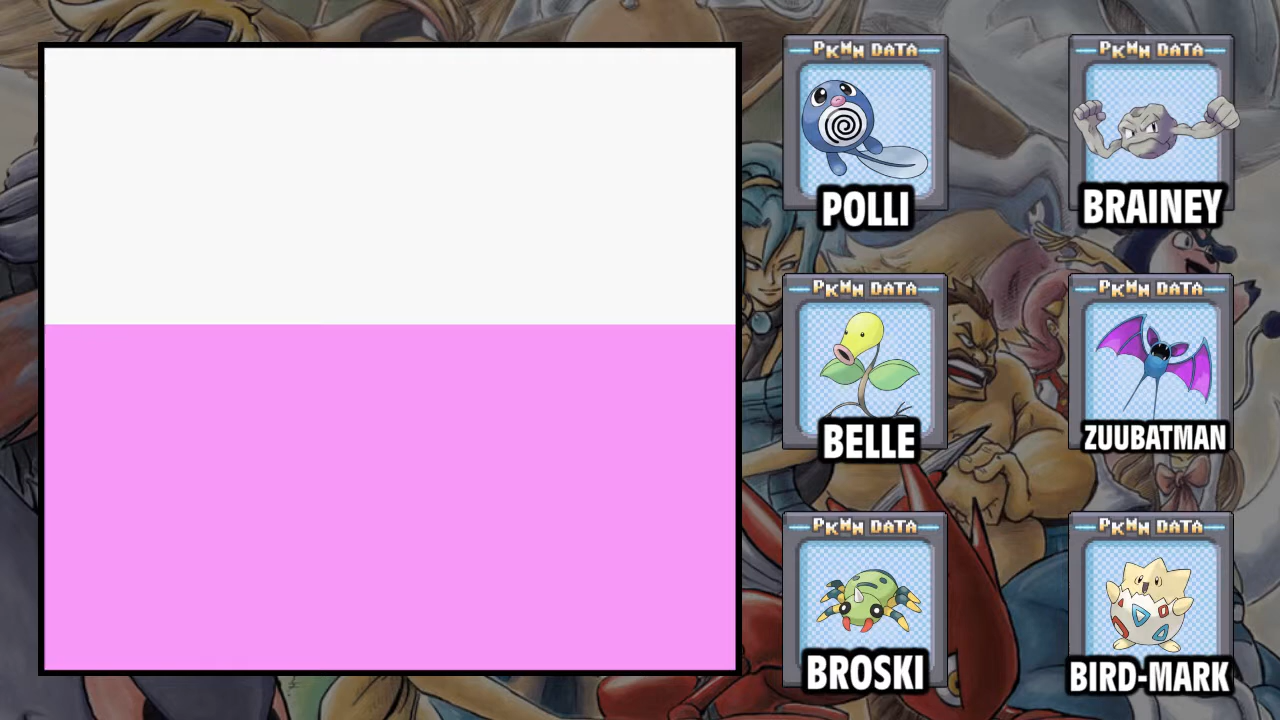 PKMN DATA
POLLI
PKMN DATA
BRAINEY
PKMN DATA
BELLE
PKMN DATA
ZUUBATMAN
PKMN DATA
BROSKI
PKMN DATA
BIRD-MARK